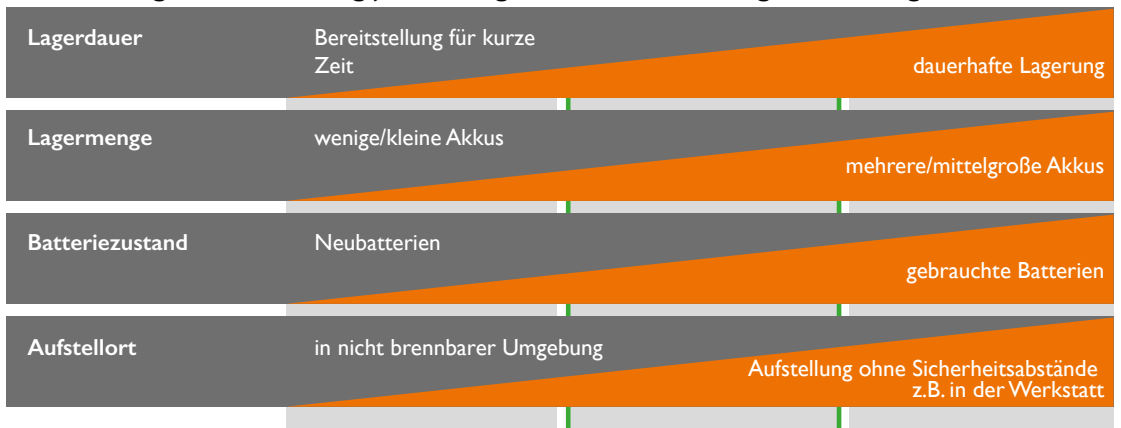 Lagerdauer
Bereitstellung für kurze
Zeit
dauerhafte Lagerung
Lagermenge
wenige/kleine Akkus
mehrere/mittelgroße Akkus
Batteriezustand
Neubatterien
gebrauchte Batterien
Aufstellort
in nicht brennbarer Umgebung
Aufstellung ohne Sicherheitsabstände
z.B. in der Werkstatt